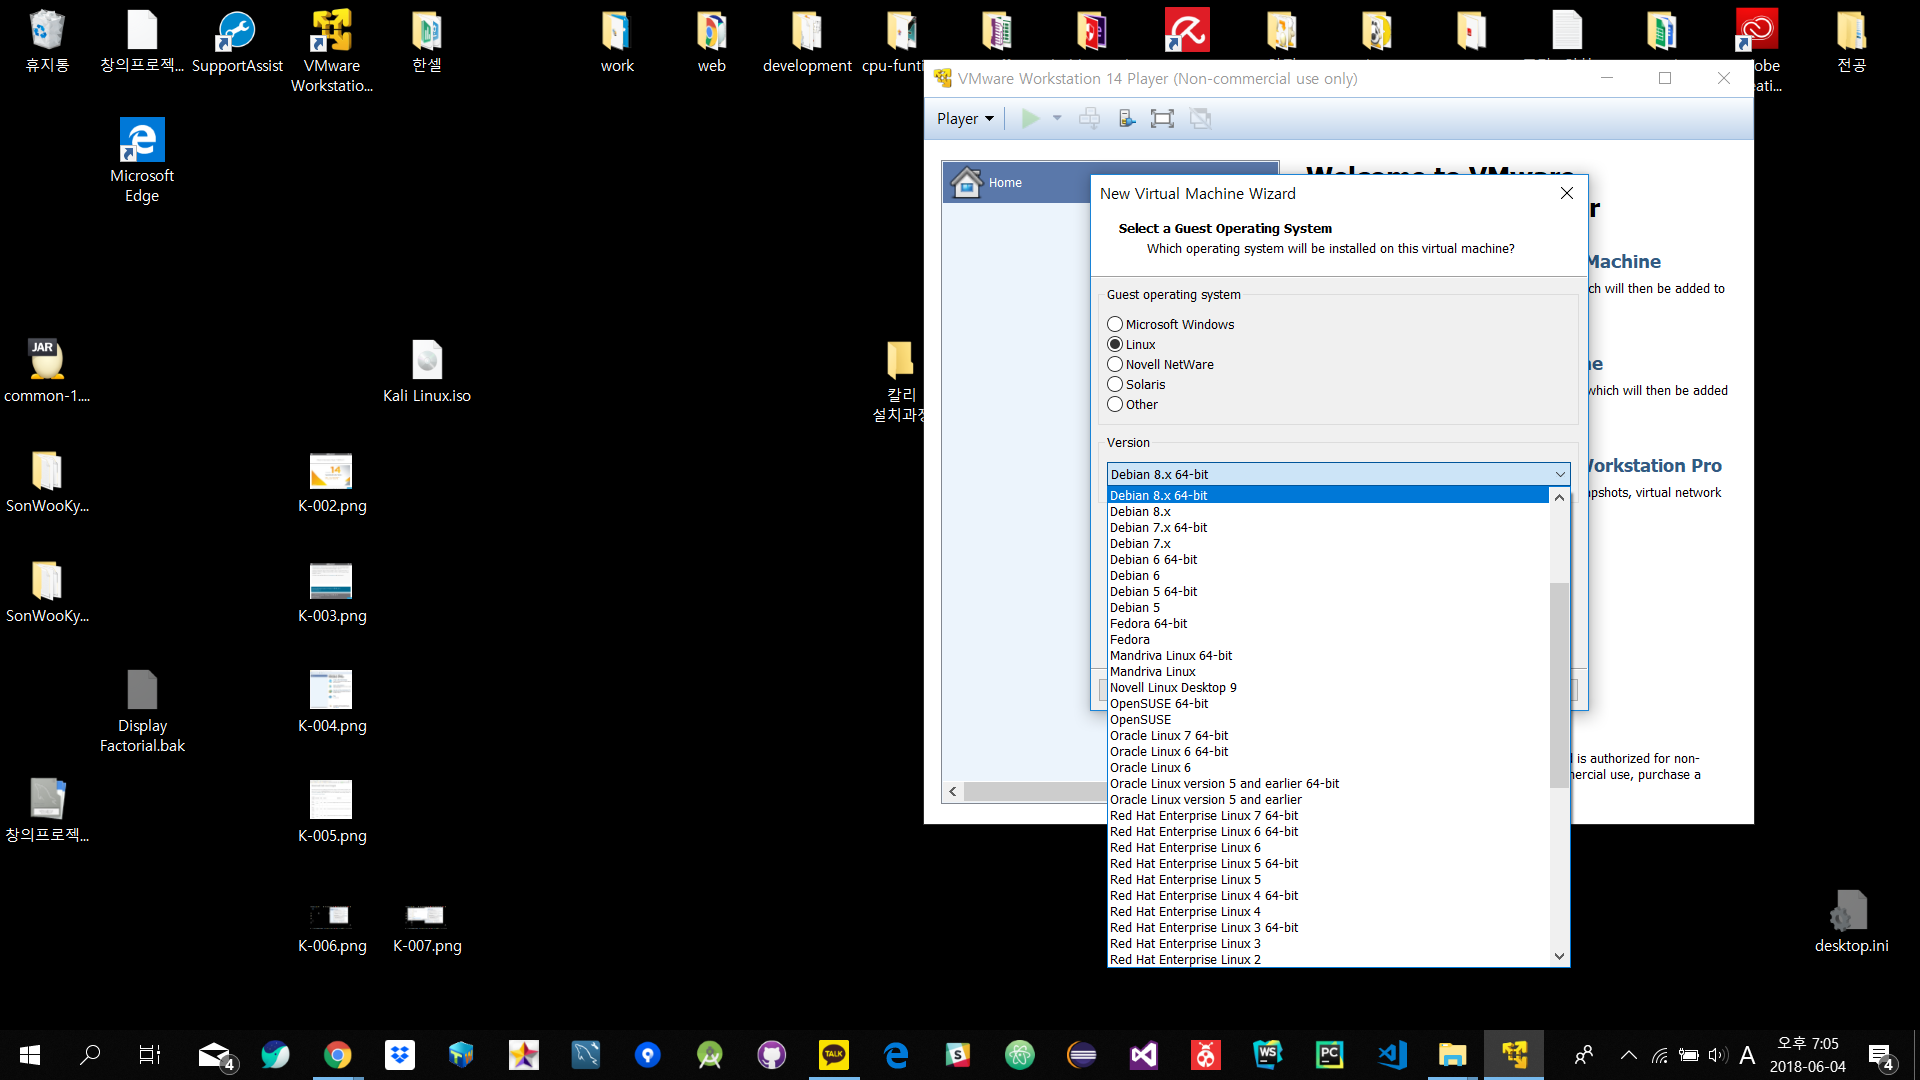 휴지통
창의프로젝...
SupportAssist
VMware
Workstatio...
한셀
work
web
development
cpu-funti
전공
Microsoft
Edge
JAR
common-1....
Kali Linux.iso
칼리
SonWooKy...
K-002.png
SonWooKy...
K-003.png
Display
Factorial.bak
K-004.png
창의프로젝...
K-005.png
K-006.png
K-007.png
desktop.ini
VMware Workstation 14 Player (Non-commercial use only)
Player
Home
Welcome to VMware
Machine
ch will then be added to
ne
which will then be added
Workstation Pro
pshots, virtual network
is authorized for non-
ercial use, purchase a
New Virtual Machine Wizard
Select a Guest Operating System
Which operating system will be installed on this virtual machine?
Guest operating system
Microsoft Windows
Linux
Novell NetWare
Solaris
Other
Version
Debian 8.x 64-bit
Debian 8.x 64-bit
Debian 8.x
Debian 7.x 64-bit
Debian 7.x
Debian 6 64-bit
Debian 6
Debian 5 64-bit
Debian 5
Fedora 64-bit
Fedora
Mandriva Linux 64-bit
Mandriva Linux
Novell Linux Desktop 9
OpenSUSE 64-bit
OpenSUSE
Oracle Linux 7 64-bit
Oracle Linux 6 64-bit
Oracle Linux 6
Oracle Linux version 5 and earlier 64-bit
Oracle Linux version 5 and earlier
Red Hat Enterprise Linux 7 64-bit
Red Hat Enterprise Linux 6 64-bit
Red Hat Enterprise Linux 6
Red Hat Enterprise Linux 5 64-bit
Red Hat Enterprise Linux 5
Red Hat Enterprise Linux 4 64-bit
Red Hat Enterprise Linux 4
Red Hat Enterprise Linux 3 64-bit
Red Hat Enterprise Linux 3
Red Hat Enterprise Linux 2
4
TALK
WS
PC
A
오후 7:05
2018-06-04
4